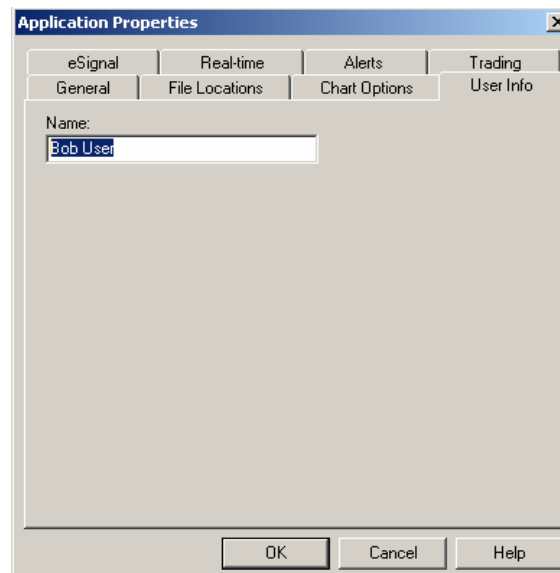 Application Properties
eSignal Real-time Alerts Trading
General File Locations Chart Options User Info
Name:
Bob User
OK Cancel Help